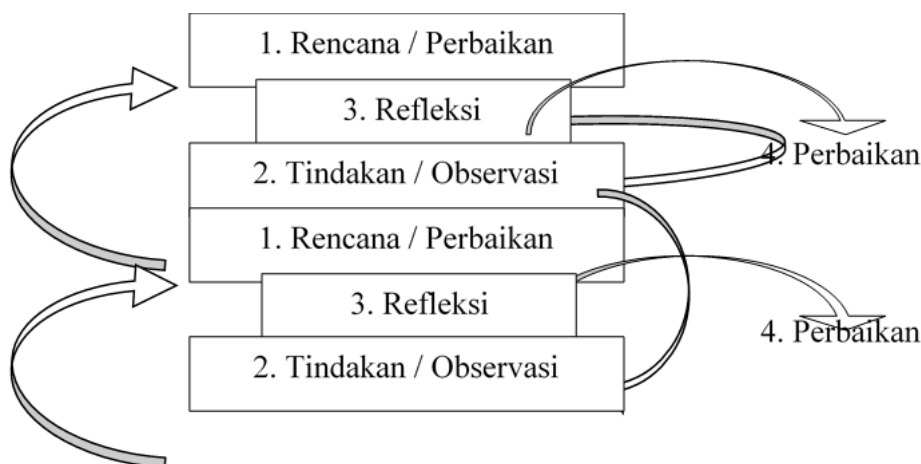 1. Rencana / Perbaikan
3. Refleksi
4. Perbaikan
2. Tindakan / Observasi
1. Rencana / Perbaikan
3. Refleksi
4. Perbaikan
2. Tindakan / Observasi